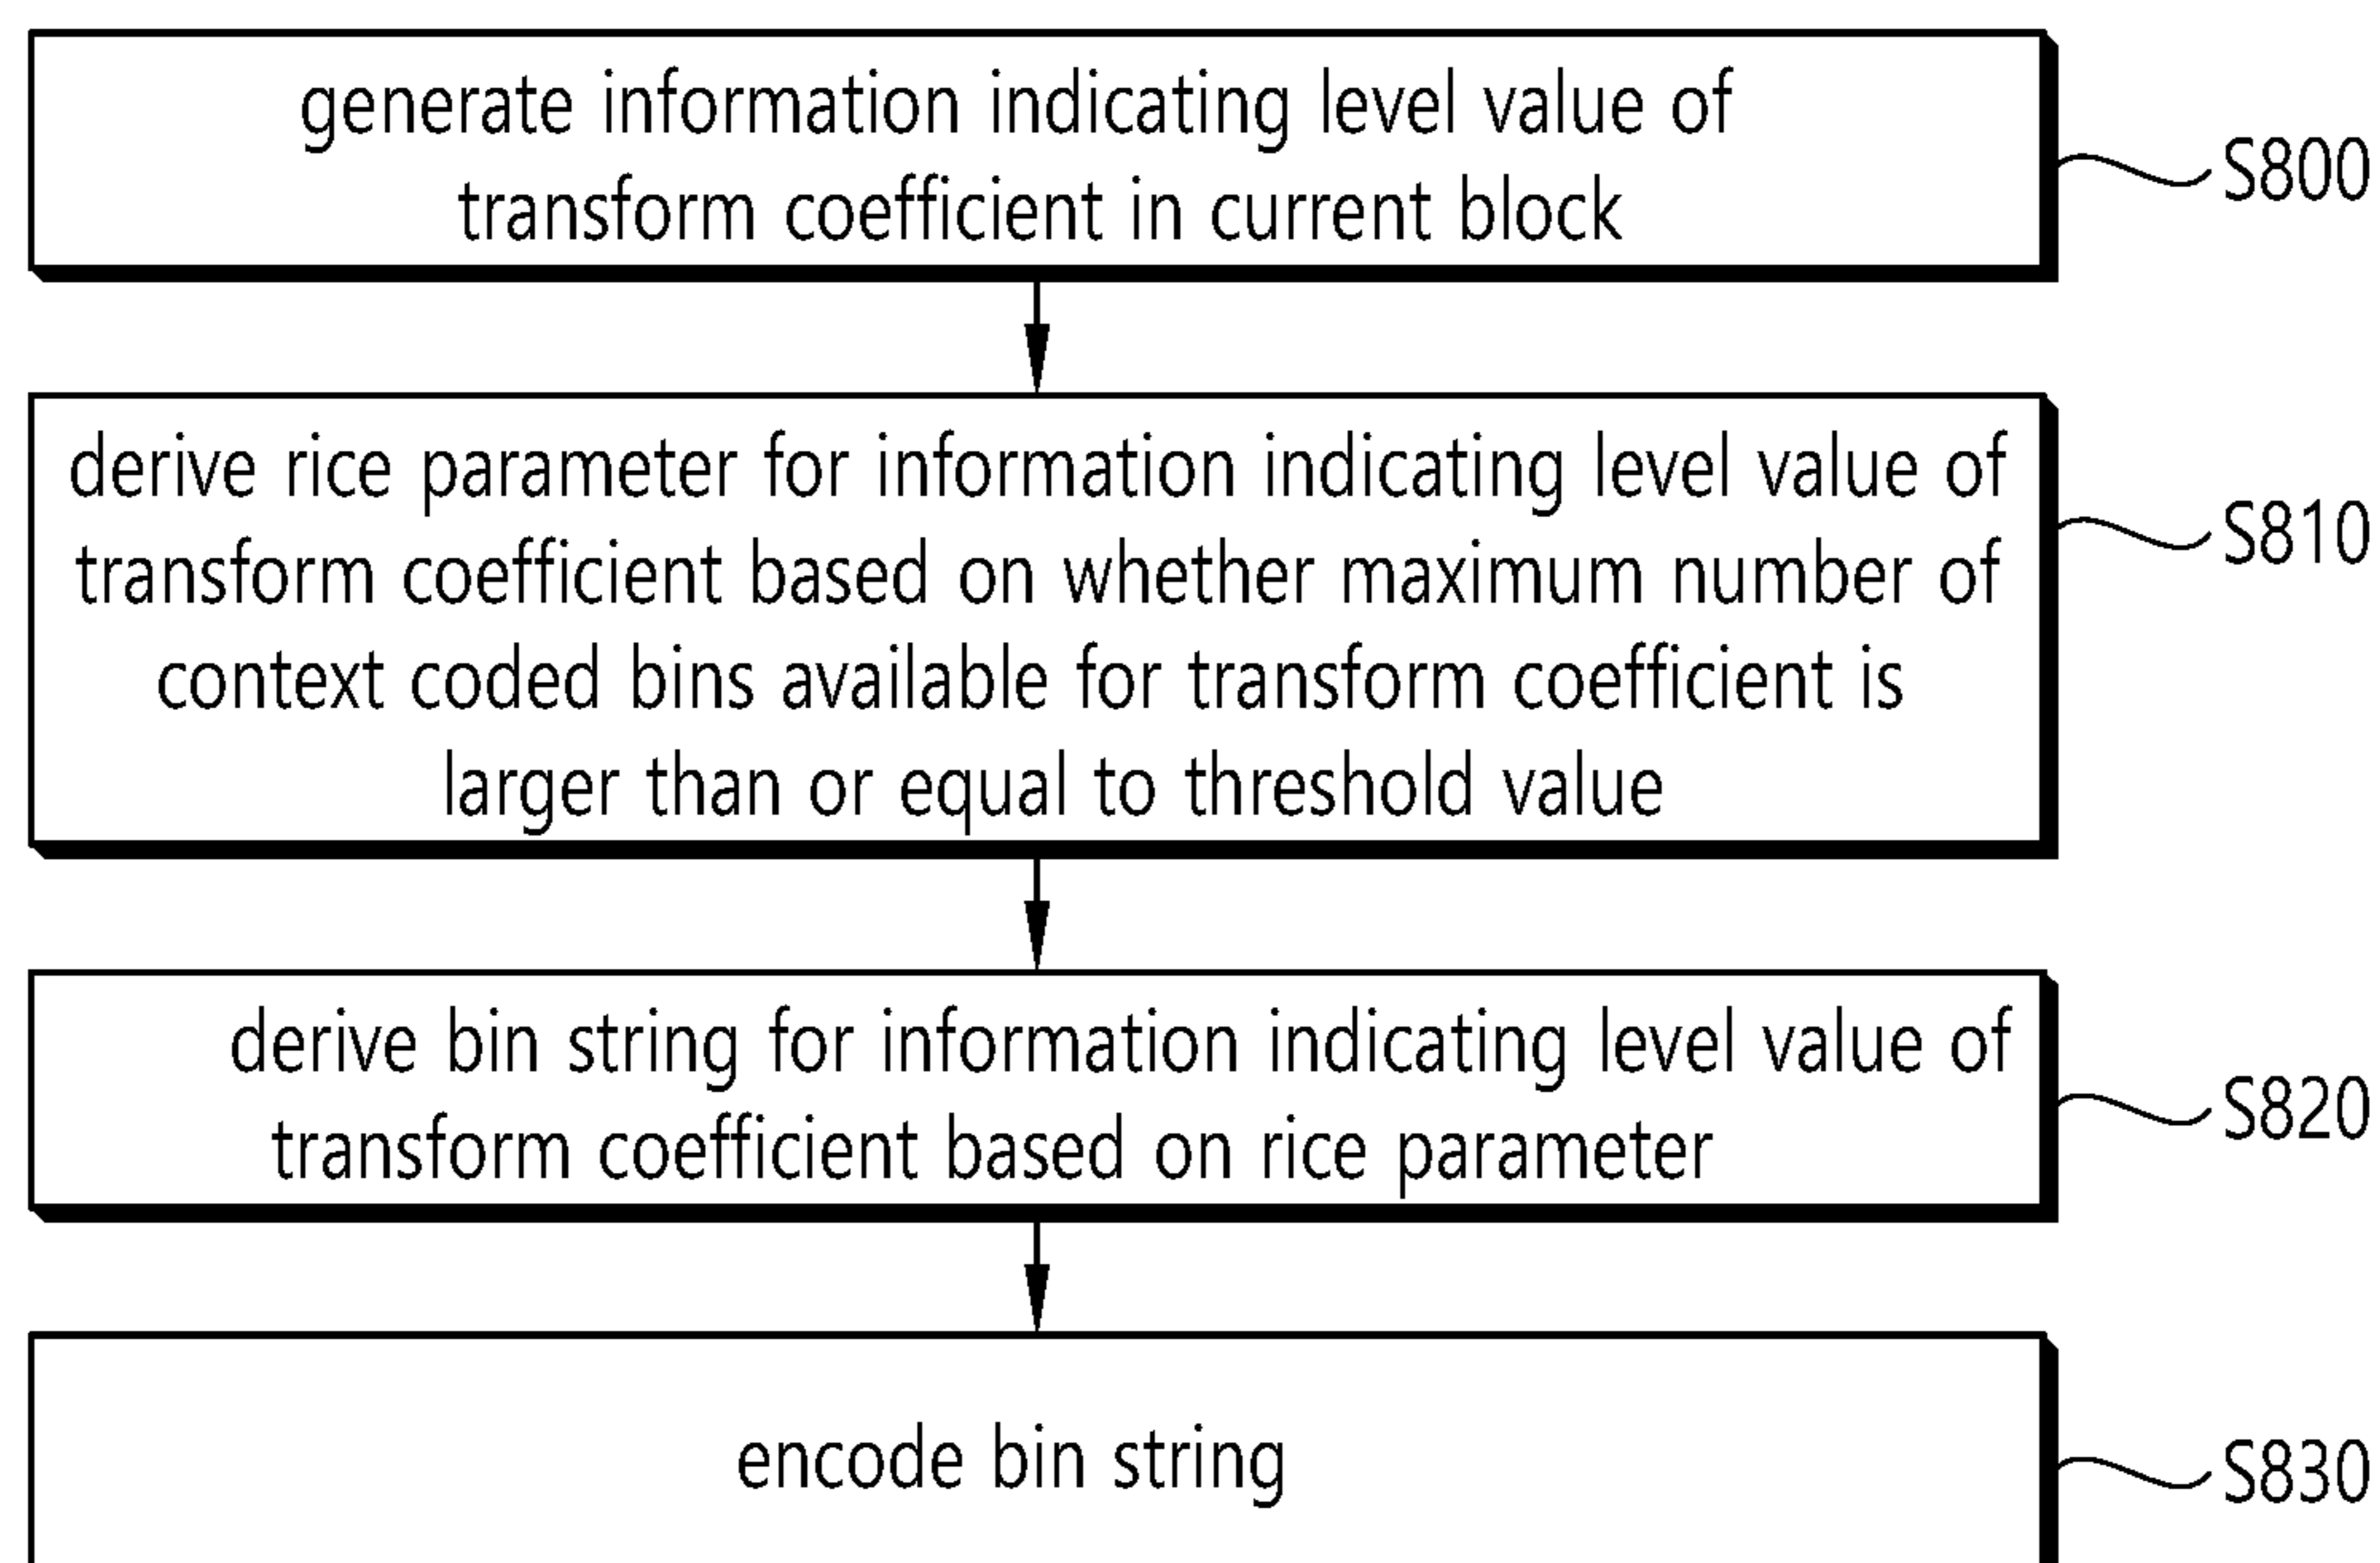 generate information indicating level value of
transform coefficient in current block
S800
derive rice parameter for information indicating level value of
transform coefficient based on whether maximum number of
context coded bins available for transform coefficient is
larger than or equal to threshold value
S810
derive bin string for information indicating level value of
transform coefficient based on rice parameter
S820
encode bin string
S830